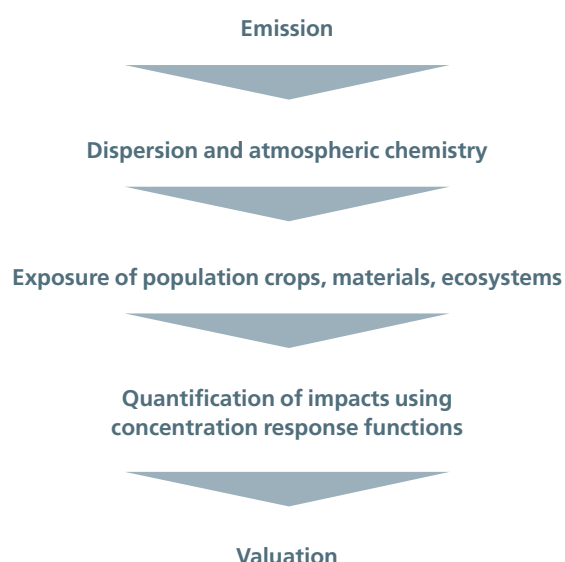 Emission
Dispersion and atmospheric chemistry
Exposure of population crops, materials, ecosystems
Quantification of impacts using
concentration response functions
Valuation